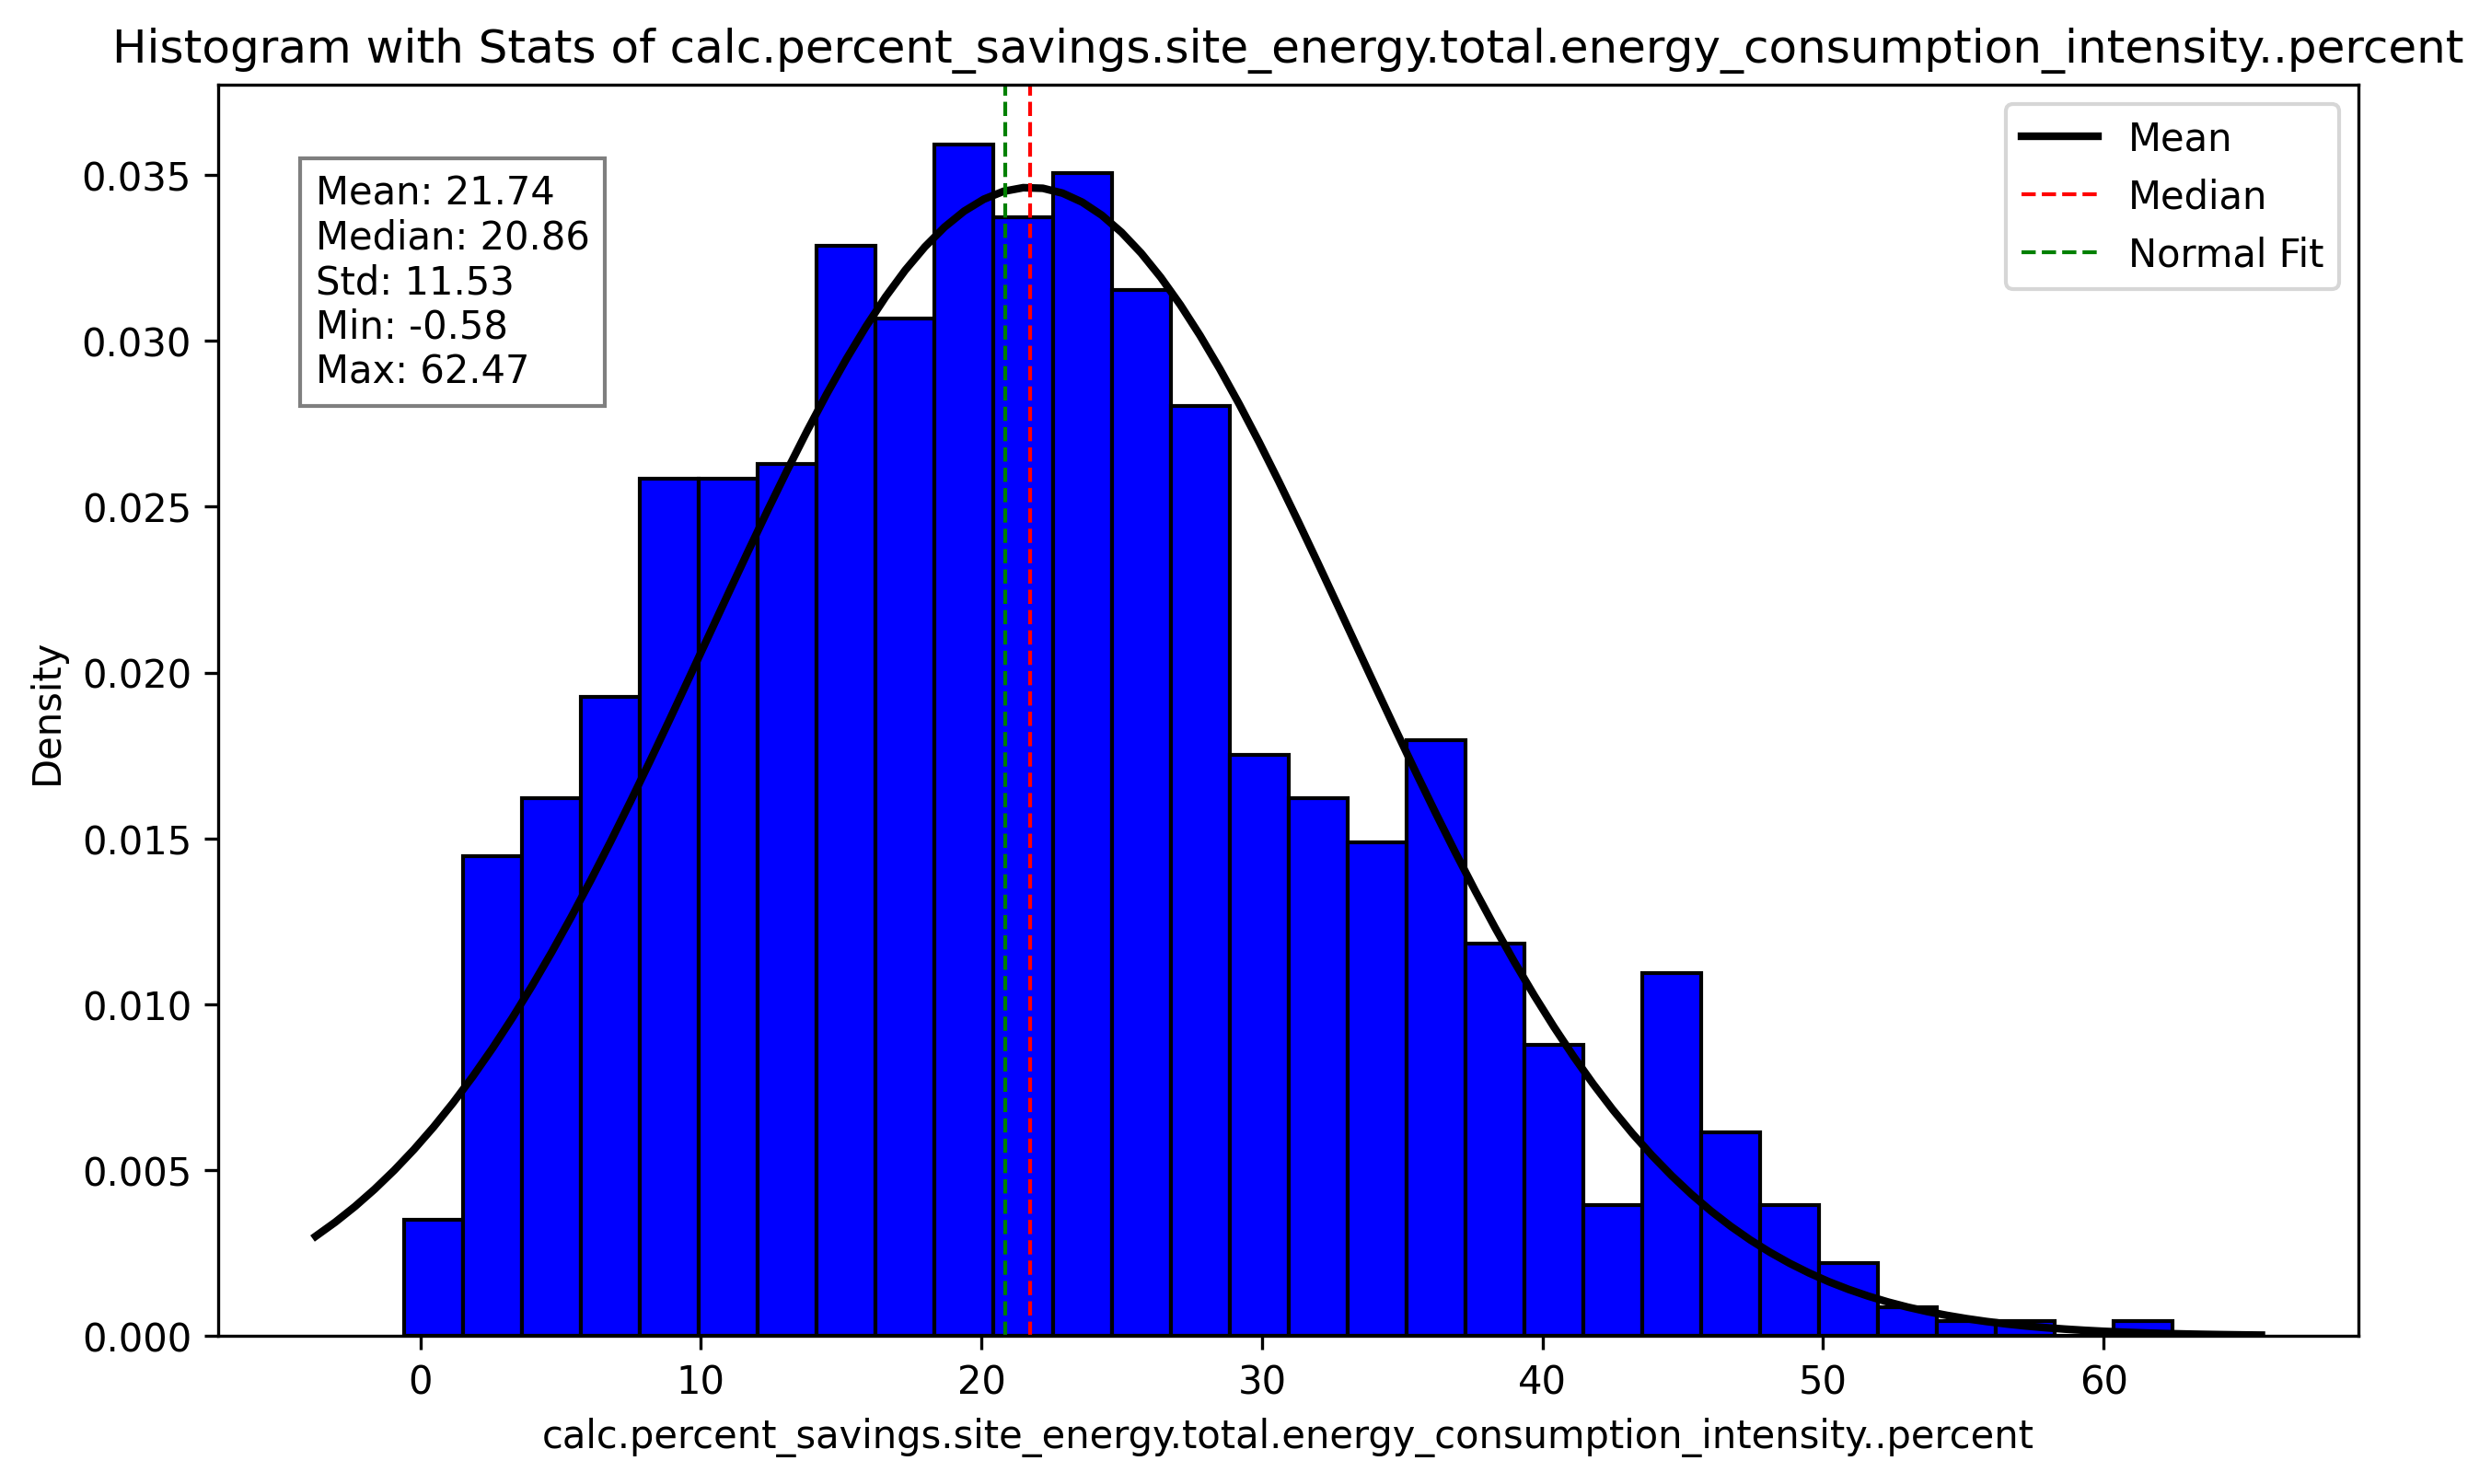 Histogram with Stats of calc.percent_savings.site_energy.total.energy_consumption_intensity..percent
Mean: 21.74
Median: 20.86
Std: 11.53
Min: -0.58
Max: 62.47
Mean
Median
Normal Fit
Density
0.035
0.030
0.025
0.020
0.015
0.010
0.005
0.000
0 10 20 30 40 50 60
calc.percent_savings.site_energy.total.energy_consumption_intensity..percent